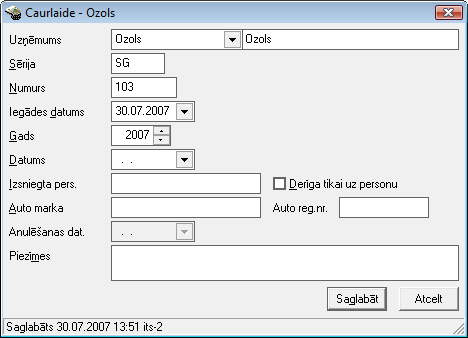 Caurlaide - Ozols
Uzņēmums Ozols Ozols
Sērija SG
Numurs 103
Iegādes datums 30.07.2007
Gads 2007
Datums . .
Izsniegta pers. Derīga tikai uz personu
Auto marka Auto reg.nr.
Anulēšanas dat. . .
Piezīmes
Saglabāt Atcelt
Saglabāts 30.07.2007 13:51 its-2